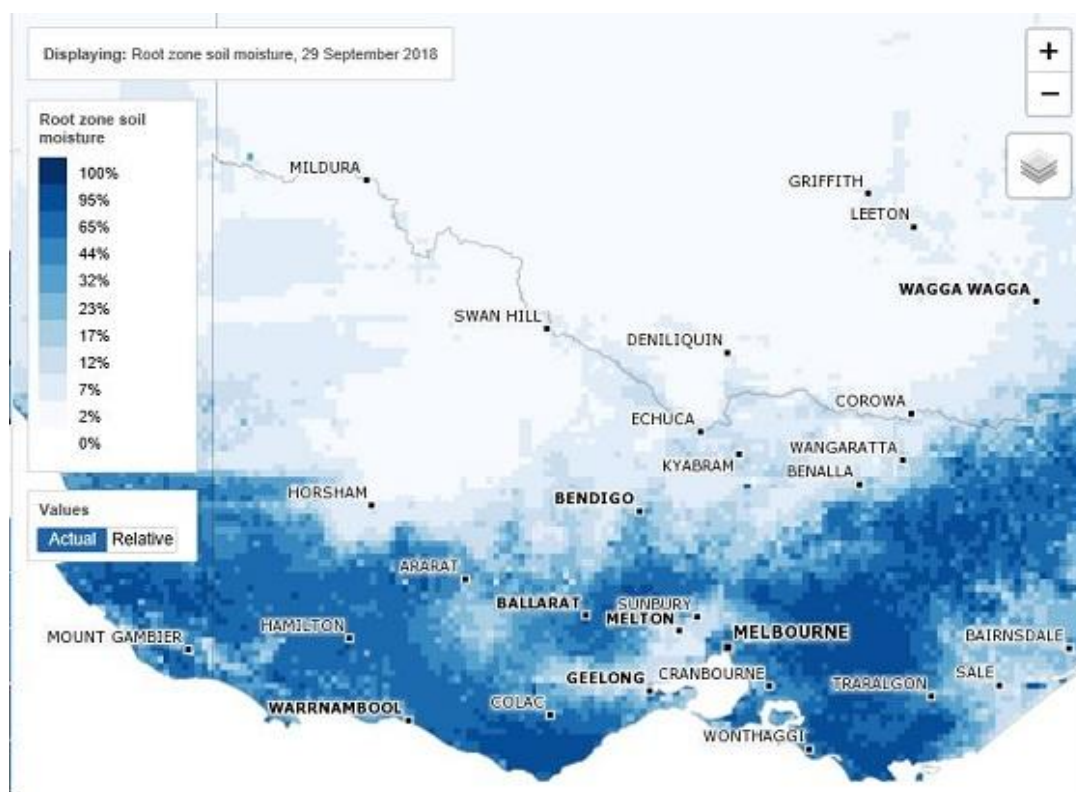 Displaying: Root zone soil moisture, 29 September 2018
+
−
Root zone soil
moisture
100%
95%
65%
44%
32%
23%
17%
12%
7%
2%
0%
Values
Actual Relative
MILDURA
GRIFFITH
LEETON
WAGGA WAGGA
SWAN HILL
DENILIQUIN
COROWA
ECHUCA
WANGARATTA
KYABRAM
BENALLA
HORSHAM
BENDIGO
ARARAT
BALLARAT
SUNBURY
MELTON
HAMILTON
MELBOURNE
MOUNT GAMBIER
BAIRNSDALE
GEELONG
CRANBOURNE
SALE
TRARALGON
COLAC
WARRNAMBOOL
WONTHAGGI